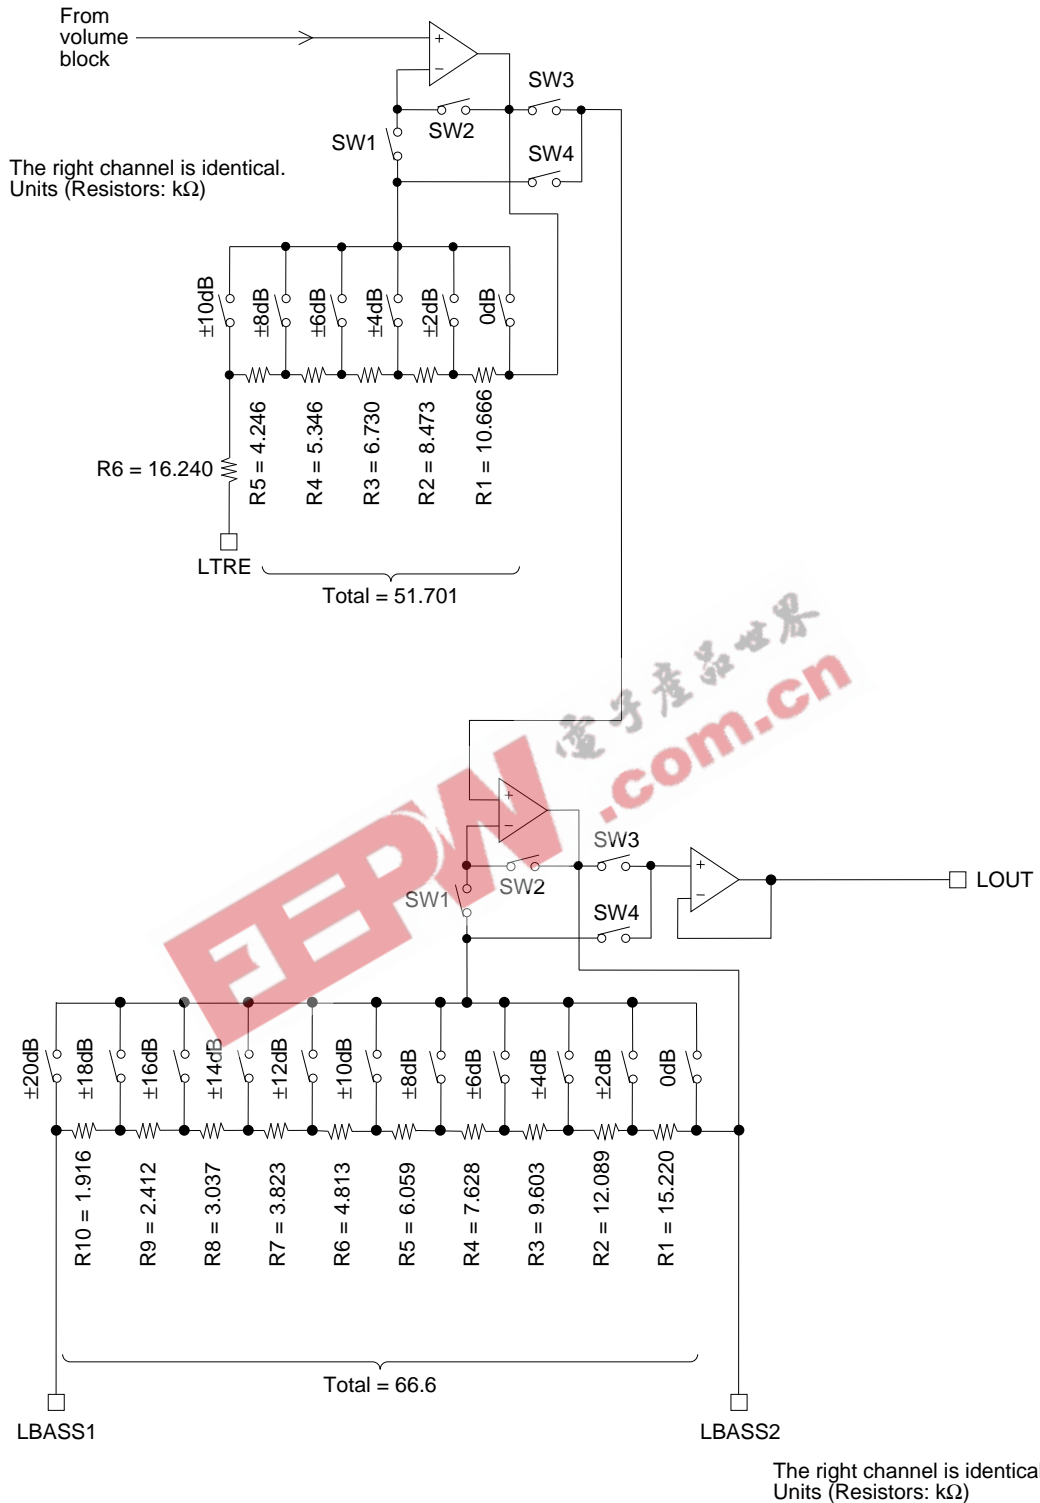 From
volume
block
+
−
SW3
SW2
SW1
SW4
The right channel is identical.
Units (Resistors: kΩ)
±10dB
±8dB
±6dB
±4dB
±2dB
0dB
R5 = 4.246
R4 = 5.346
R3 = 6.730
R2 = 8.473
R1 = 10.666
R6 = 16.240
LTRE
Total = 51.701
電子產品世界
.com.cn
EEPW
+
−
SW3
SW2
SW1
SW4
+
−
LOUT
±20dB
±18dB
±16dB
±14dB
±12dB
±10dB
±8dB
±6dB
±4dB
±2dB
0dB
R10 = 1.916
R9 = 2.412
R8 = 3.037
R7 = 3.823
R6 = 4.813
R5 = 6.059
R4 = 7.628
R3 = 9.603
R2 = 12.089
R1 = 15.220
Total = 66.6
LBASS1
LBASS2
The right channel is identical
Units (Resistors: kΩ)